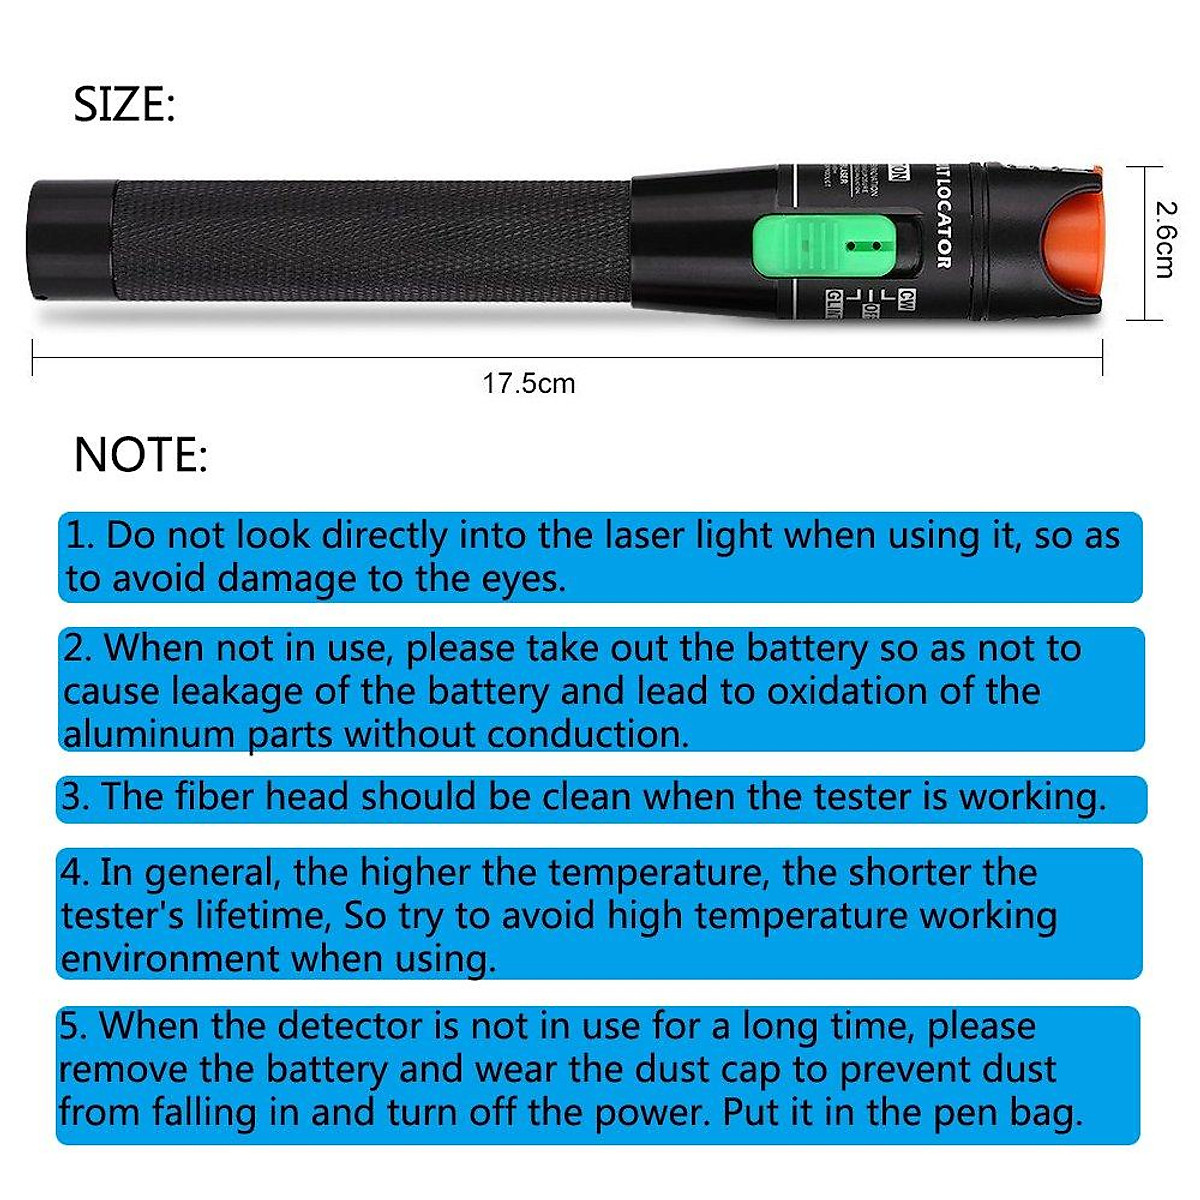 SIZE:
LOCATOR
CW
2.6cm
17.5cm
NOTE:
1. Do not look directly into the laser light when using it, so as
to avoid damage to the eyes.
2. When not in use, please take out the battery so as not to
cause leakage of the battery and lead to oxidation of the
aluminum parts without conduction.
3. The fiber head should be clean when the tester is working.
4. In general, the higher the temperature, the shorter the
tester's lifetime, So try to avoid high temperature working
environment when using.
5. When the detector is not in use for a long time, please
remove the battery and wear the dust cap to prevent dust
from falling in and turn off the power. Put it in the pen bag.